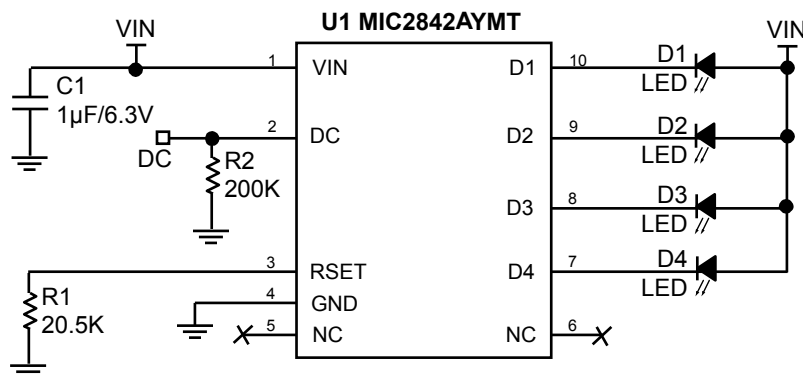 U1 MIC2842AYMT
VIN
VIN
C1
1µF/6.3V
1
VIN
D1
10
D1
LED
DC
2
DC
R2
200K
D2
9
D2
LED
D3
8
D3
LED
3
RSET
D4
7
D4
LED
R1
20.5K
4
GND
5
NC
NC
6